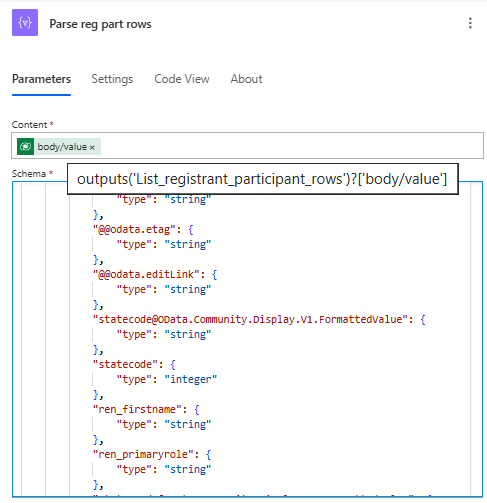 {v} Parse reg part rows
Parameters Settings Code View About
Content *
body/value ×
Schema *
outputs('List_registrant_participant_rows')?['body/value']
"type": "string"
},
"@@odata.etag": {
"type": "string"
},
"@@odata.editLink": {
"type": "string"
},
"statecode@OData.Community.Display.V1.FormattedValue": {
"type": "string"
},
"statecode": {
"type": "integer"
},
"ren_firstname": {
"type": "string"
},
"ren_primaryrole": {
"type": "string"
},